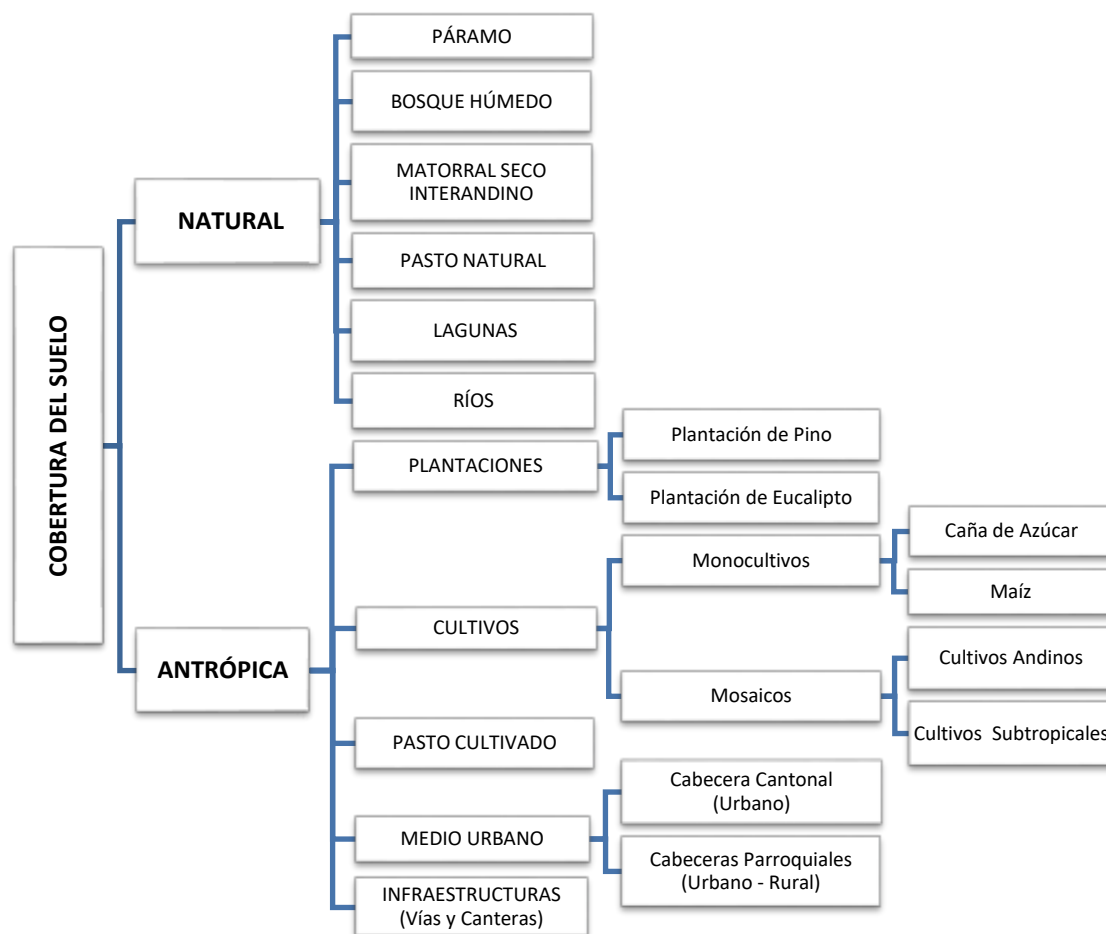 COBERTURA DEL SUELO
NATURAL
PÁRAMO
BOSQUE HÚMEDO
MATORRAL SECO
INTERANDINO
PASTO NATURAL
LAGUNAS
RÍOS
ANTRÓPICA
PLANTACIONES
Plantación de Pino
Plantación de Eucalipto
CULTIVOS
Monocultivos
Caña de Azúcar
Maíz
Mosaicos
Cultivos Andinos
Cultivos Subtropicales
PASTO CULTIVADO
MEDIO URBANO
Cabecera Cantonal
(Urbano)
Cabeceras Parroquiales
(Urbano - Rural)
INFRAESTRUCTURAS
(Vías y Canteras)